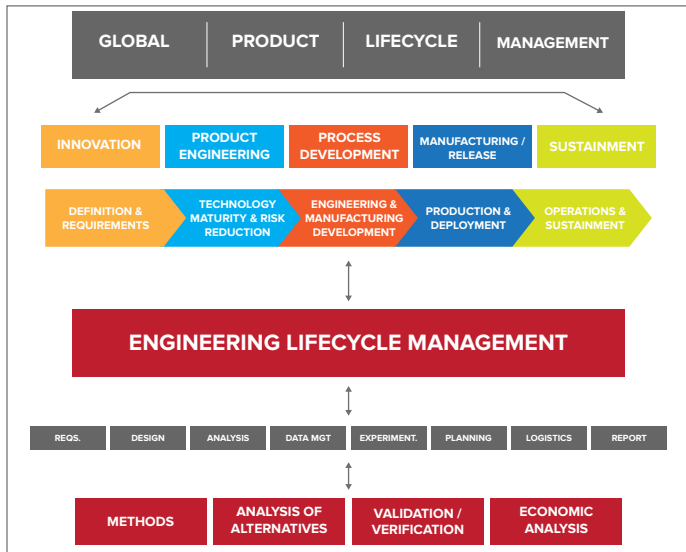 GLOBAL PRODUCT LIFECYCLE MANAGEMENT
INNOVATION
PRODUCT
ENGINEERING
PROCESS
DEVELOPMENT
MANUFACTURING /
RELEASE
SUSTAINMENT
DEFINITION &
REQUIREMENTS
TECHNOLOGY
MATURITY & RISK
REDUCTION
ENGINEERING &
MANUFACTURING
DEVELOPMENT
PRODUCTION &
DEPLOYMENT
OPERATIONS &
SUSTAINMENT
ENGINEERING LIFECYCLE MANAGEMENT
REQS.
DESIGN
ANALYSIS
DATA MGT
EXPERIMENT.
PLANNING
LOGISTICS
REPORT
METHODS
ANALYSIS OF
ALTERNATIVES
VALIDATION /
VERIFICATION
ECONOMIC
ANALYSIS